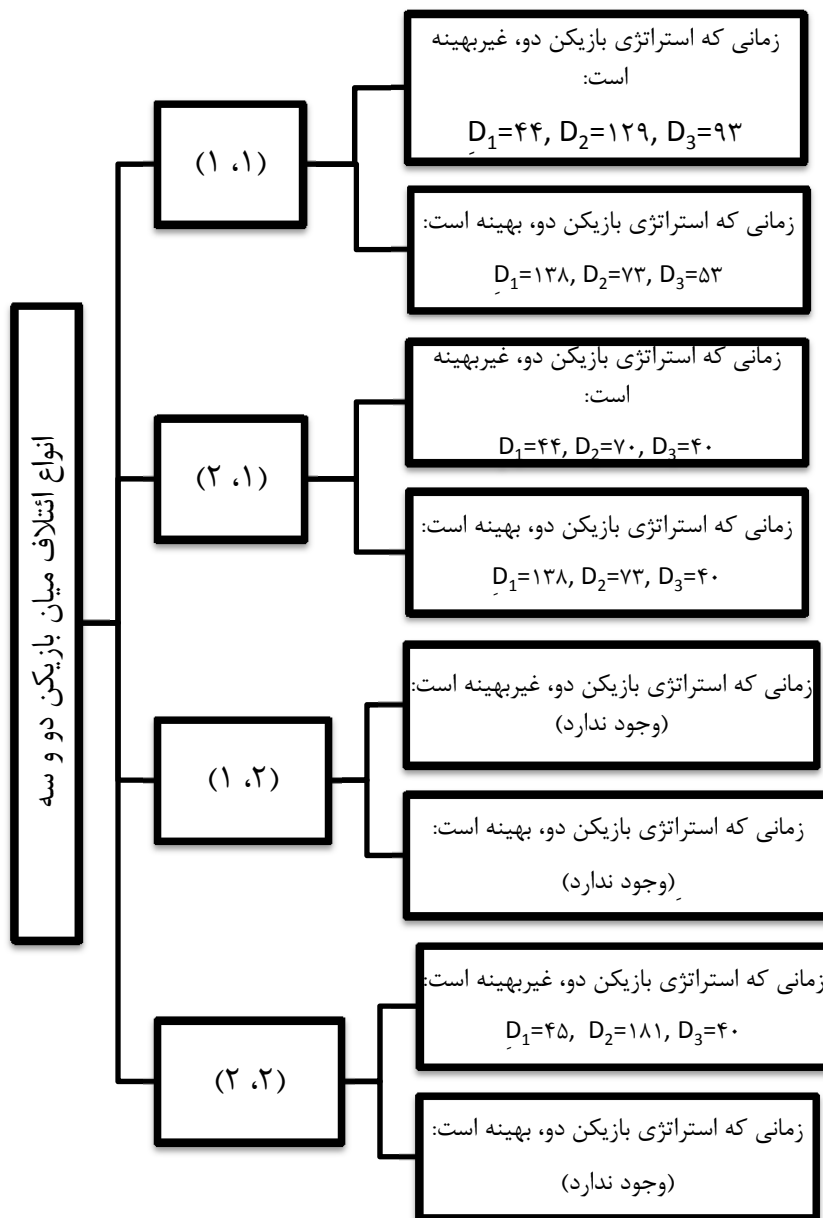 انواع ائتلاف میان بازیکن دو و سه
(۱ ،۱)
زمانی که استراتژی بازیکن دو، غیربهینه
است:
D₁=۴۴, D₂=۱۲۹, D₃=۹۳
زمانی که استراتژی بازیکن دو، بهینه است:
D₁=۱۳۸, D₂=۷۳, D₃=۵۳
(۲ ،۱)
زمانی که استراتژی بازیکن دو، غیربهینه
است:
D₁=۴۴, D₂=۷۰, D₃=۴۰
زمانی که استراتژی بازیکن دو، بهینه است:
D₁=۱۳۸, D₂=۷۳, D₃=۴۰
(۱ ،۲)
زمانی که استراتژی بازیکن دو، غیربهینه است:
(وجود ندارد)
زمانی که استراتژی بازیکن دو، بهینه است:
(وجود ندارد)
(۲ ،۲)
زمانی که استراتژی بازیکن دو، غیربهینه است:
D₁=۴۵, D₂=۱۸۱, D₃=۴۰
زمانی که استراتژی بازیکن دو، بهینه است:
(وجود ندارد)